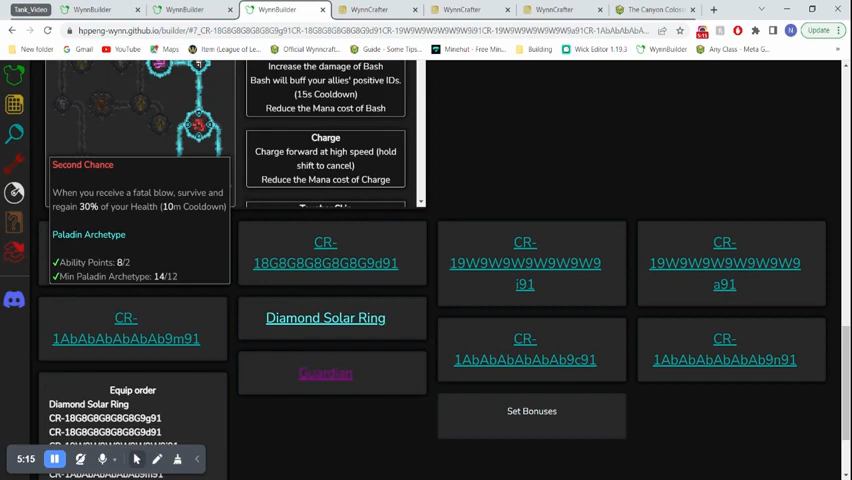 Tank_Video
WynnBuilder
WynnBuilder
WynnBuilder
WynnCrafter
WynnCrafter
WynnCrafter
The Canyon Coloss
hppeng-wynn.github.io/builder/#7_CR-18G8G8G8G8G8G9g91CR-18G8G8G8G8G8G9d91CR-19W9W9W9W9W9W9i91CR-19W9W9W9W9W9W9a91CR-1AbAbAbA...
Update
New folder
Gmail
YouTube
Maps
Item (League of Le...
Official Wynncraft...
Guide - Some Tips...
Minehut - Free Min...
Building
Wick Editor 1.19.3
WynnBuilder
Any Class - Meta G...
Increase the damage of Bash
Bash will buff your allies' positive IDs.
(15s Cooldown)
Reduce the Mana cost of Bash
Charge
Charge forward at high speed (hold
shift to cancel)
Reduce the Mana cost of Charge
Second Chance
When you receive a fatal blow, survive and
regain 30% of your Health (10m Cooldown)
Paladin Archetype
✓Ability Points: 8/2
✓Min Paladin Archetype: 14/12
CR-
18G8G8G8G8G8G9d91
CR-
19W9W9W9W9W9W9
i91
CR-
19W9W9W9W9W9W9
a91
CR-
1AbAbAbAbAbAb9m91
Diamond Solar Ring
CR-
1AbAbAbAbAbAb9c91
CR-
1AbAbAbAbAbAb9n91
Guardian
Set Bonuses
Equip order
Diamond Solar Ring
CR-18G8G8G8G8G8G9g91
CR-18G8G8G8G8G8G9d91
5:15